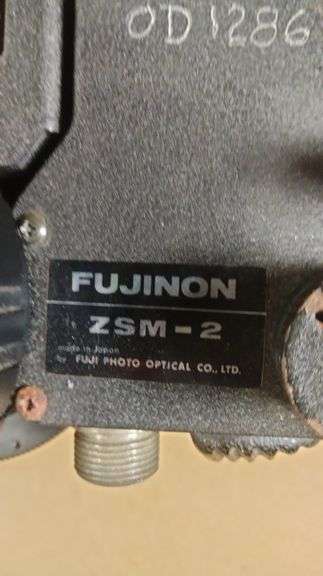 OD1286
FUJINON
ZSM-2
made in Japan
by FUJI PHOTO OPTICAL CO., LTD.